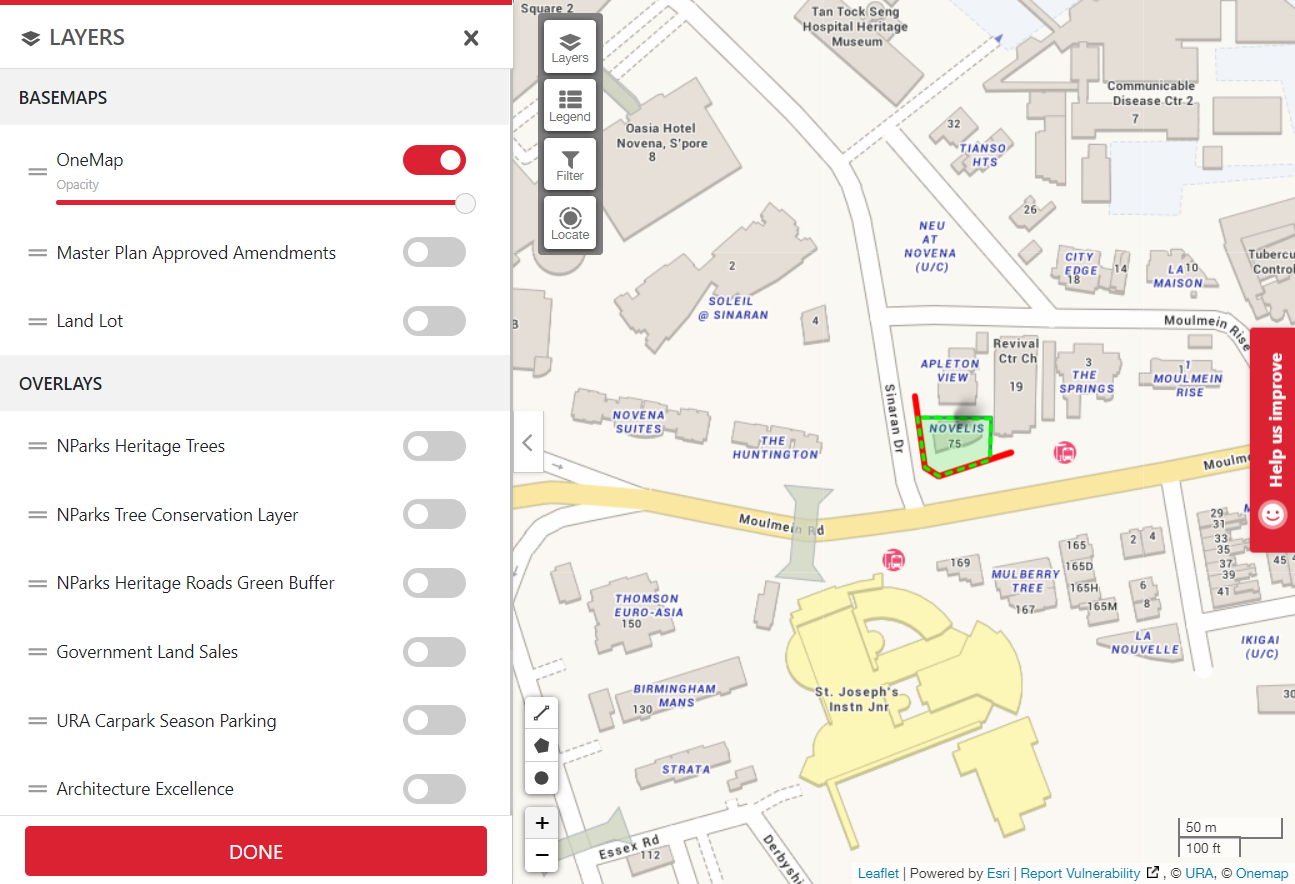 LAYERS
BASEMAPS
OneMap
Opacity
Master Plan Approved Amendments
Land Lot
OVERLAYS
NParks Heritage Trees
NParks Tree Conservation Layer
NParks Heritage Roads Green Buffer
Government Land Sales
URA Carpark Season Parking
Architecture Excellence
DONE
Layers
Legend
Filter
Locate
Square 2
Tan Tock Seng
Hospital Heritage
Museum
Communicable
Disease Ctr 2
7
Oasia Hotel
Novena, S'pore
8
32
TIANSO
HTS
26
NEU
AT
NOVENA
(U/C)
CITY
EDGE
18
14
LA
MAISON
10
Tubercu
Control
2
SOLEIL
@ SINARAN
4
Moulmein Rise
Revival
Ctr Ch
19
APLETON
VIEW
3
THE
SPRINGS
11
MOULMEIN
RISE
Sinaran Dr
NOVELIS
75
NOVENA
SUITES
THE
HUNTINGTON
Help us improve
Moulme
Moulmein Rd
29
31
33
35
37
39
41
45
165
165D
165H
165M
2
4
169
MULBERRY
TREE
167
6
8
THOMSON
EURO-ASIA
150
LA
NOUVELLE
IKIGAI
(U/C)
BIRMINGHAM
MANS
130
St. Joseph's
Instn Jnr
30
STRATA
Essex Rd
112
Derbyshi
+
−
50 m
100 ft
Leaflet | Powered by Esri | Report Vulnerability , © URA, © Onemap